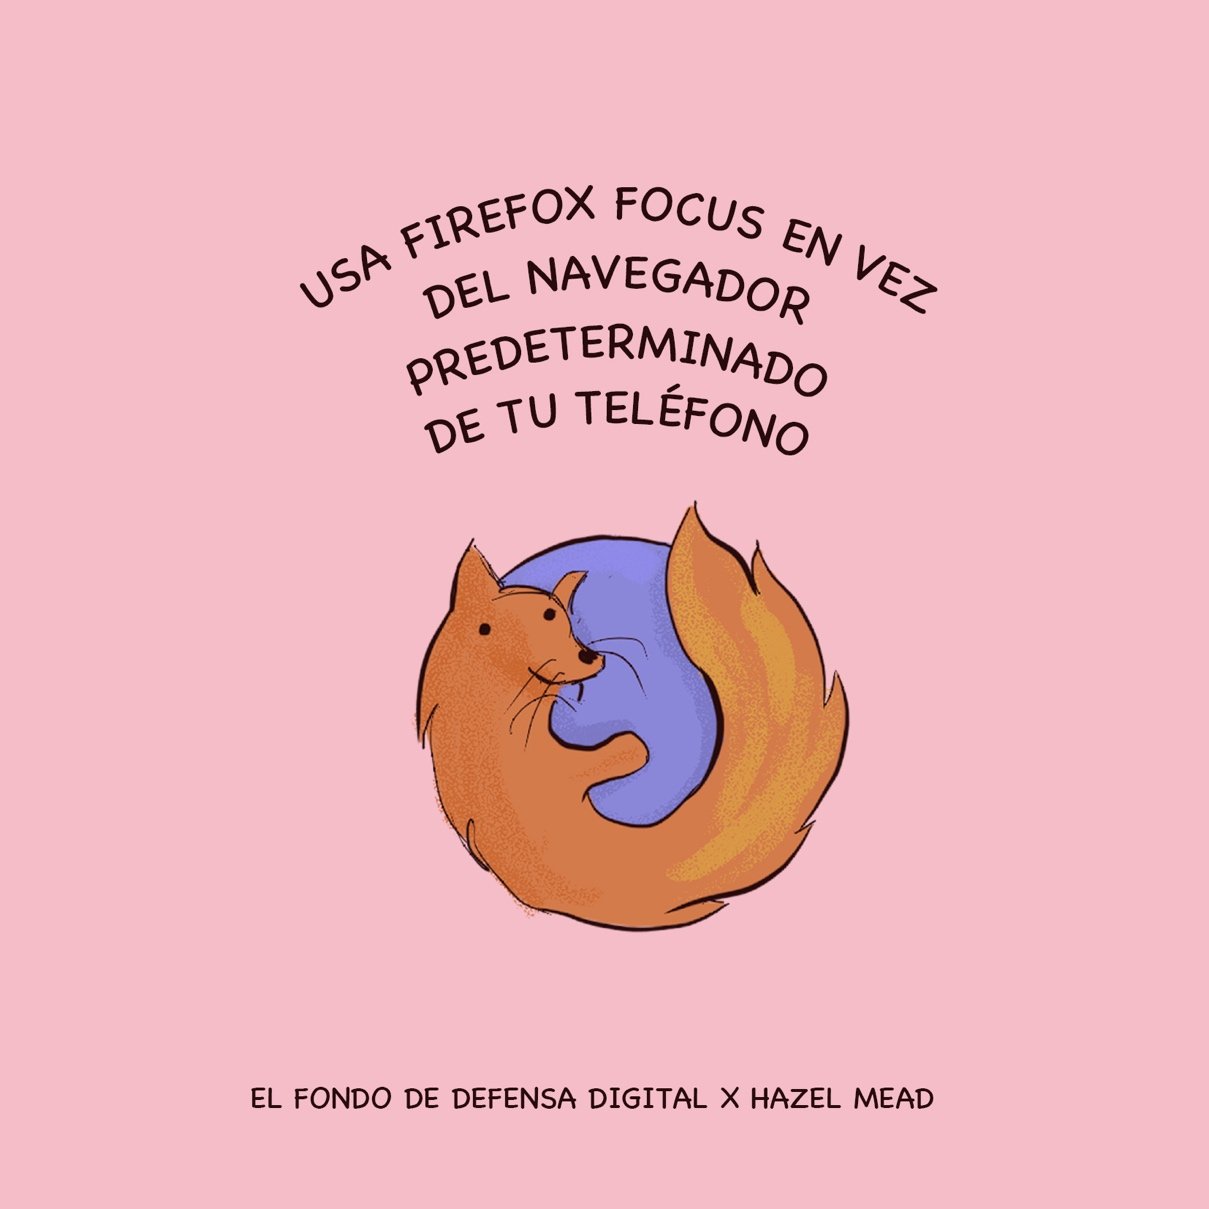 USA FIREFOX FOCUS EN VEZ
DEL NAVEGADOR
PREDETERMINADO
DE TU TELÉFONO
EL FONDO DE DEFENSA DIGITAL X HAZEL MEAD